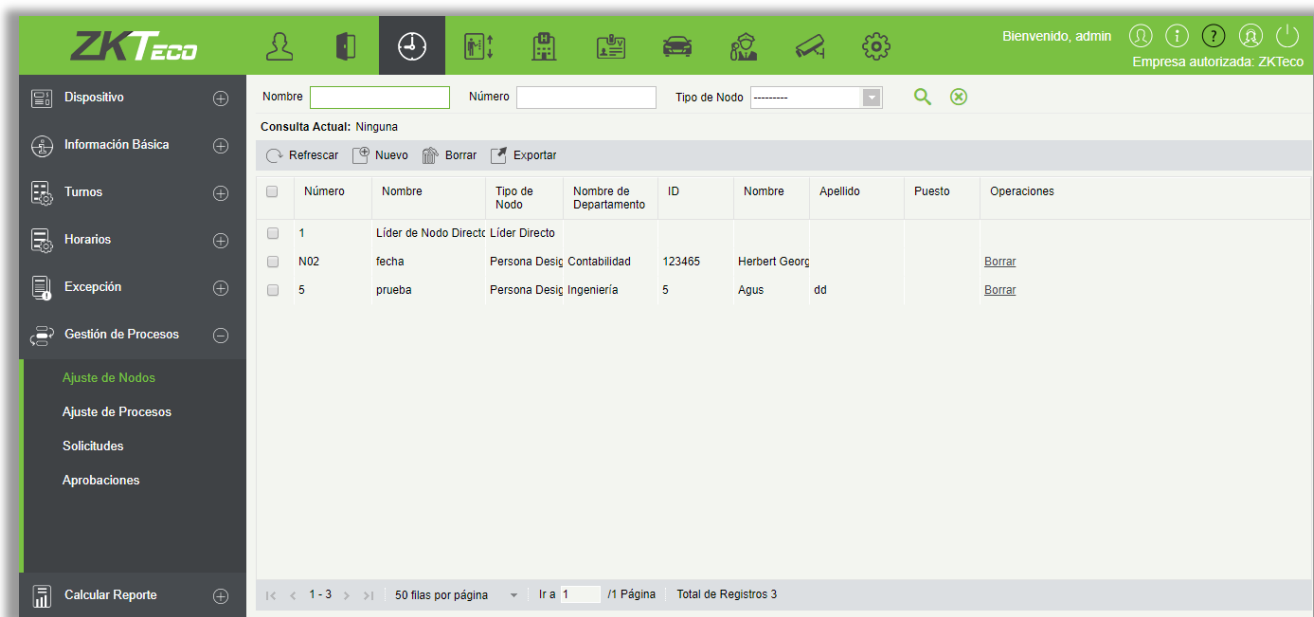 ZKTECO
Bienvenido, admin
Empresa autorizada: ZKTeco
Dispositivo
Información Básica
Turnos
Horarios
Excepción
Gestión de Procesos
Ajuste de Nodos
Ajuste de Procesos
Solicitudes
Aprobaciones
Calcular Reporte
Nombre Número Tipo de Nodo ---------
Consulta Actual: Ninguna
Refrescar Nuevo Borrar Exportar
Número Nombre Tipo de Nodo Nombre de Departamento ID Nombre Apellido Puesto Operaciones
1 Líder de Nodo Directo Líder Directo
N02 fecha Persona Desig Contabilidad 123465 Herbert Georg Borrar
5 prueba Persona Desig Ingeniería 5 Agus dd Borrar
|< < 1 - 3 > >| 50 filas por página Ir a 1 /1 Página Total de Registros 3